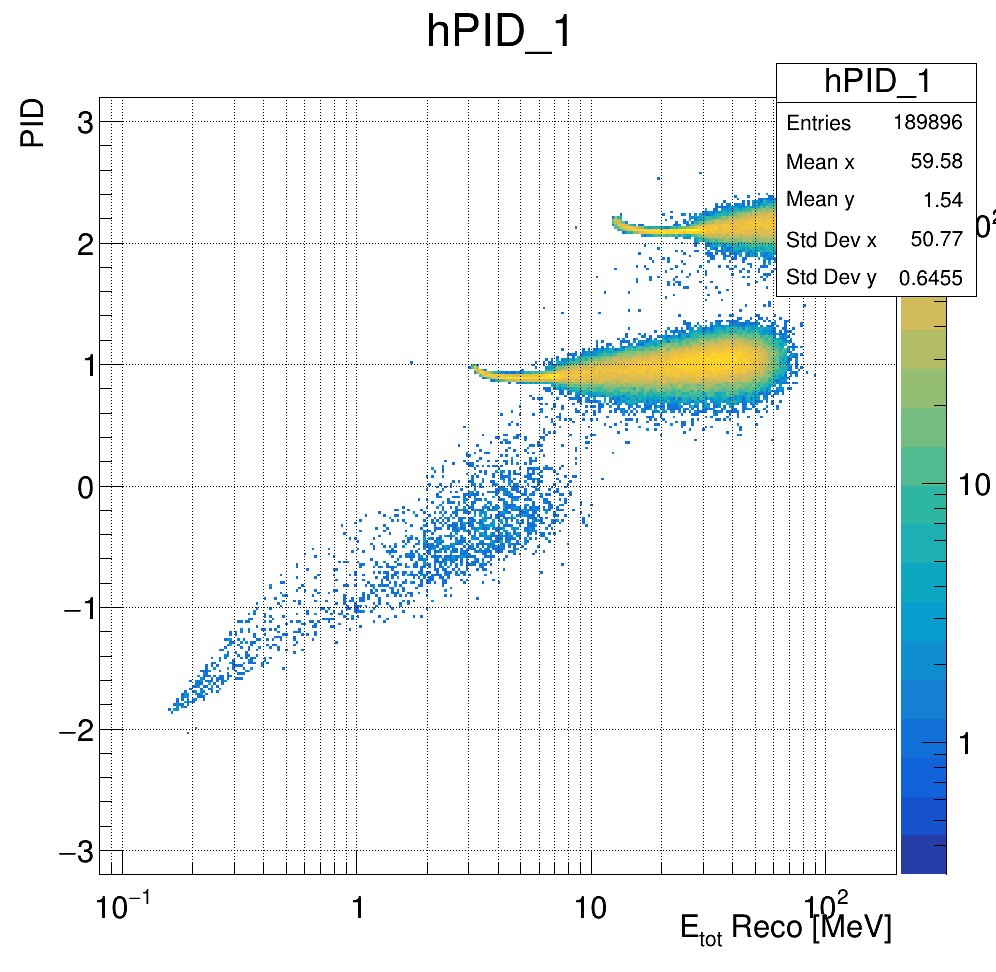 hPID_1
hPID_1
Entries 189896
Mean x 59.58
Mean y 1.54
Std Dev x 50.77
Std Dev y 0.6455
PID
3
2
1
0
−1
−2
−3
10⁻¹
1
10
10²
E_tot Reco [MeV]
0²
10
1